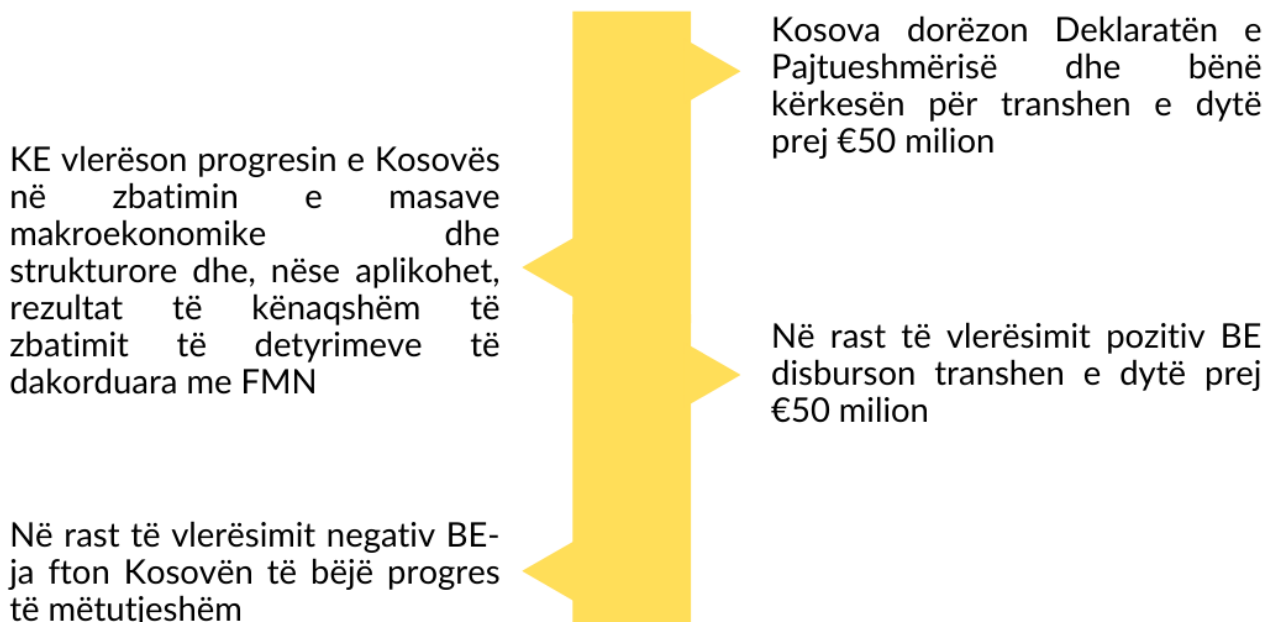 Kosova dorëzon Deklaratën e
Pajtueshmërisë dhe bënë
kërkesën për transhen e dytë
prej €50 milion
KE vlerëson progresin e Kosovës
në zbatimin e masave
makroekonomike dhe
strukturore dhe, nëse aplikohet,
rezultat të kënaqshëm të
zbatimit të detyrimeve të
dakorduara me FMN
Në rast të vlerësimit pozitiv BE
disburson transhen e dytë prej
€50 milion
Në rast të vlerësimit negativ BE-
ja fton Kosovën të bëjë progres
të mëtutjeshëm